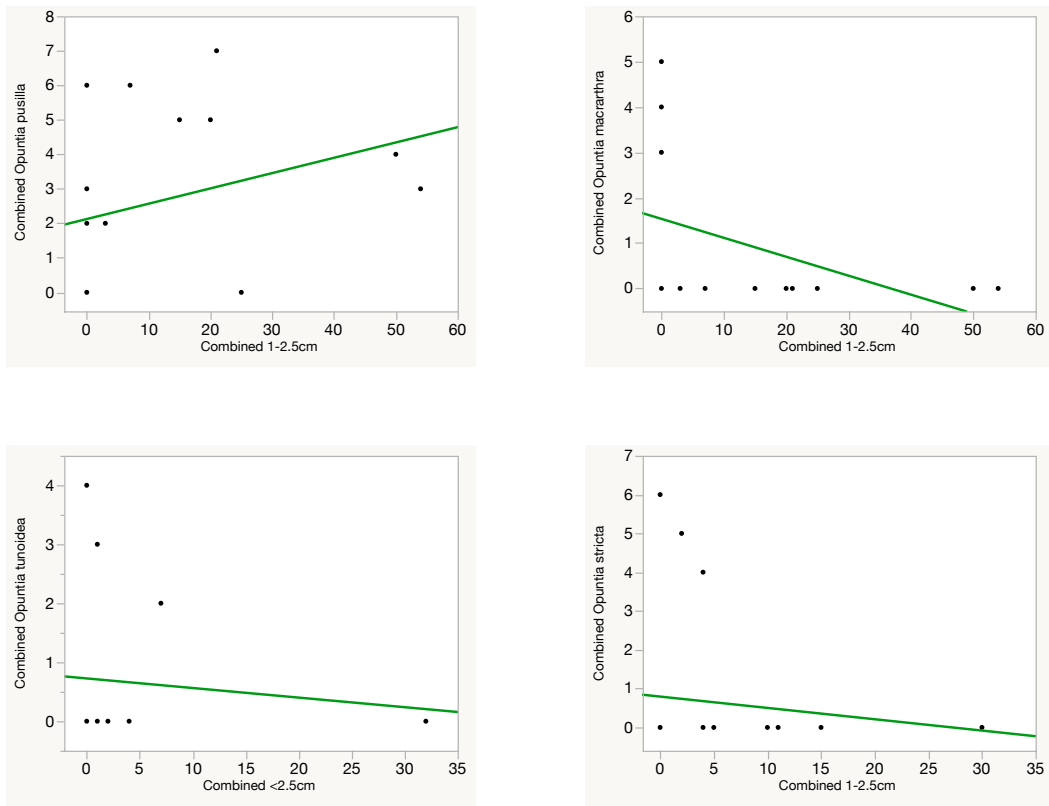 8
7
6
5
4
3
2
1
0
Combined Opuntia pusilla
0 10 20 30 40 50 60
Combined 1-2.5cm
6
5
4
3
2
1
0
Combined Opuntia macrarthra
0 10 20 30 40 50 60
Combined 1-2.5cm
4
3
2
1
0
Combined Opuntia tunoidea
0 5 10 15 20 25 30 35
Combined <2.5cm
7
6
5
4
3
2
1
0
Combined Opuntia stricta
0 5 10 15 20 25 30 35
Combined 1-2.5cm